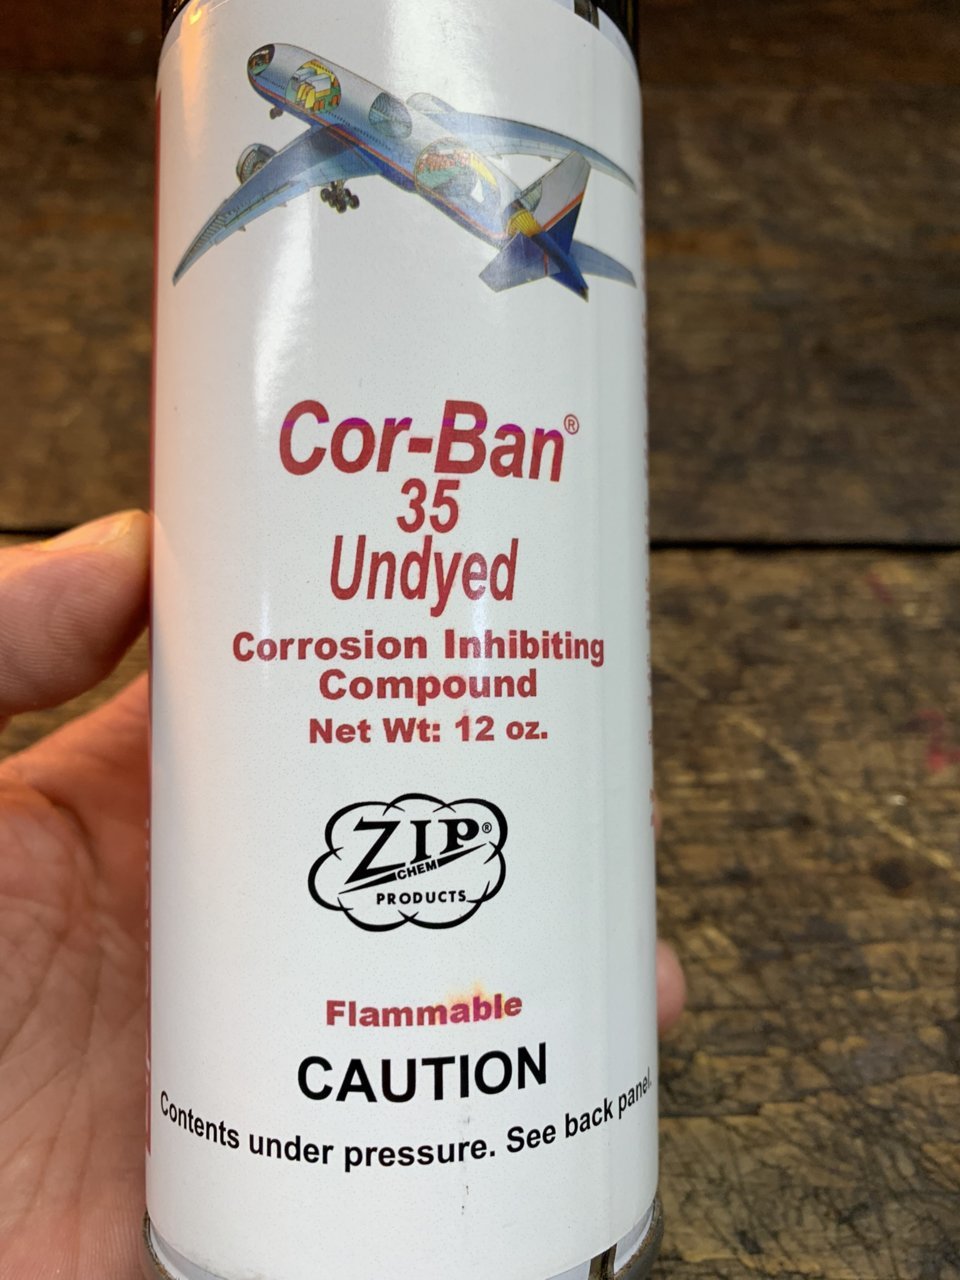 Cor-Ban®
35
Undyed
Corrosion Inhibiting
Compound
Net Wt: 12 oz.
ZIP®
CHEM
PRODUCTS
Flammable
CAUTION
Contents under pressure. See back panel.